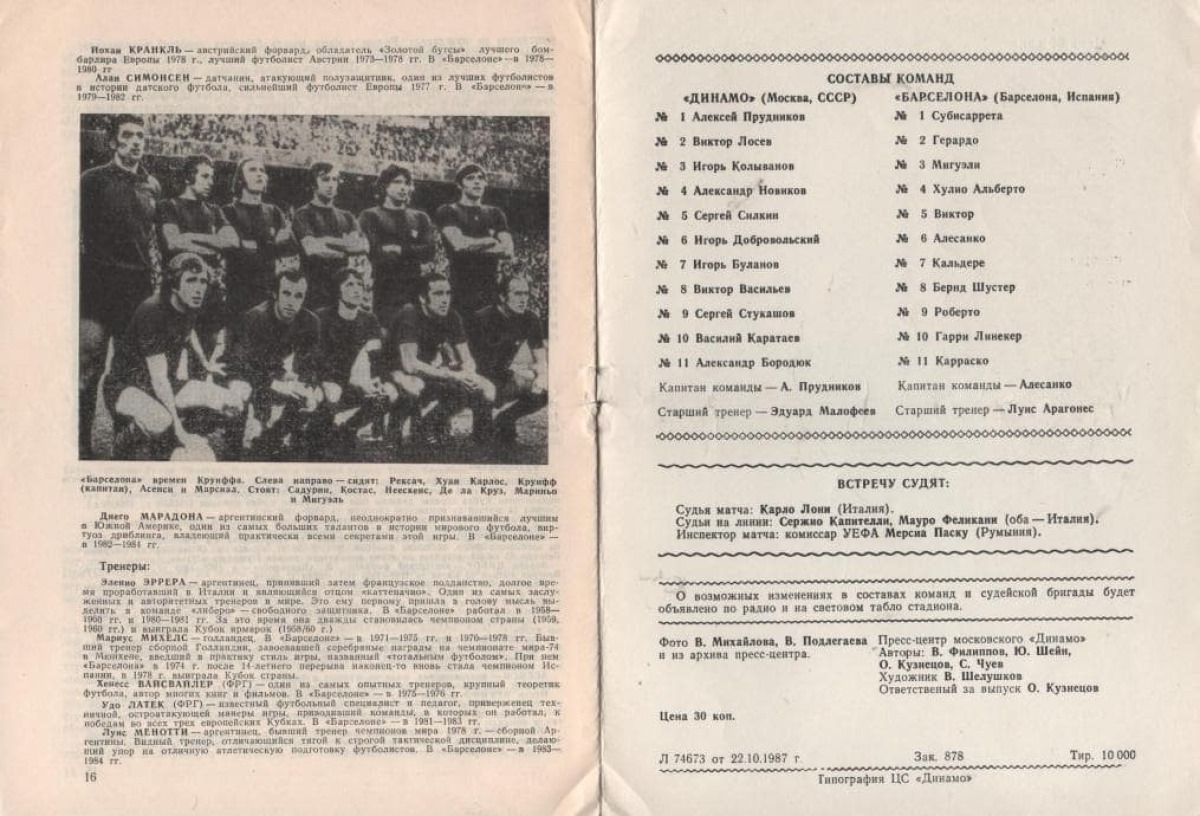 Йохан КРАНКЛЬ — австрийский форвард, обладатель «Золотой бутсы» лучшего бом-
бардира Европы 1978 г., лучший футболист Австрии 1973—1978 гг. В «Барселоне» — в 1978—
1980 гг
Алан СИМОНСЕН — датчанин, атакующий полузащитник, один из лучших футболистов
в истории датского футбола, сильнейший футболист Европы 1977 г. В «Барселоне» — в
1979—1982 гг.
«Барселона» времен Круиффа. Слева направо — сидят: Рексач, Хуан Карлос, Круифф
(капитан), Асенси и Марсиал. Стоят: Садурни, Костас, Неескенс, Де ла Круз, Мариньо
и Мигуэль
Диего МАРАДОНА — аргентинский форвард, неоднократно признававшийся лучшим
в Южной Америке, один из самых больших талантов в истории мирового футбола, вир-
туоз дриблинга, владеющий практически всеми секретами этой игры. В «Барселоне» —
в 1982—1984 гг.
Тренеры:
Эленио ЭРРЕРА — аргентинец, принявший затем французское подданство, долгое вре-
мя проработавший в Италии и являющийся отцом «каттеначио». Один из самых заслу-
женных и авторитетных тренеров в мире. Это ему первому пришла в голову мысль вы-
делить в команде «либеро» — свободного защитника. В «Барселоне» работал в 1958—
1960 гг. и 1980—1981 гг. За это время она дважды становилась чемпионом страны (1959,
1960 гг.) и выиграла Кубок ярмарок (1958/60 г.)
Мариус МИХЕЛС — голландец. В «Барселоне» — в 1971—1975 гг. и 1976—1978 гг. Быв-
ший тренер сборной Голландии, завоевавшей серебряные награды на чемпионате мира-74
в Мюнхене, введший в практику стиль игры, названный «тотальным футболом». При нем
«Барселона» в 1974 г. после 14-летнего перерыва наконец-то вновь стала чемпионом Ис-
пании, в 1978 г. выиграла Кубок страны.
Хенесс ВАЙСВАЙЛЕР (ФРГ) — один из самых опытных тренеров, крупный теоретик
футбола, автор многих книг и фильмов. В «Барселоне» — в 1975—1976 гг.
Удо ЛАТЕК (ФРГ) — известный футбольный специалист и педагог, приверженец тех-
ничной, остроатакующей манеры игры, приводивший команды, в которых он работал, к
победам во всех трех европейских Кубках. В «Барселоне» — в 1981—1983 гг.
Луис МЕНОТТИ — аргентинец, бывший тренер чемпионов мира 1978 г. — сборной Ар-
гентины. Видный тренер, отличающийся тягой к строгой тактической дисциплине, делаю-
щий упор на отличную атлетическую подготовку футболистов. В «Барселоне» — в 1983—
1984 гг.
16
СОСТАВЫ КОМАНД
«ДИНАМО» (Москва, СССР)
№ 1 Алексей Прудников
№ 2 Виктор Лосев
№ 3 Игорь Колыванов
№ 4 Александр Новиков
№ 5 Сергей Силкин
№ 6 Игорь Добровольский
№ 7 Игорь Буланов
№ 8 Виктор Васильев
№ 9 Сергей Стукашов
№ 10 Василий Каратаев
№ 11 Александр Бородюк
Капитан команды — А. Прудников
Старший тренер — Эдуард Малофеев
«БАРСЕЛОНА» (Барселона, Испания)
№ 1 Субисаррета
№ 2 Герардо
№ 3 Мигуэли
№ 4 Хулио Альберто
№ 5 Виктор
№ 6 Алесанко
№ 7 Кальдере
№ 8 Бернд Шустер
№ 9 Роберто
№ 10 Гарри Линекер
№ 11 Карраско
Капитан команды — Алесанко
Старший тренер — Луис Арагонес
ВСТРЕЧУ СУДЯТ:
Судья матча: Карло Лони (Италия).
Судьи на линии: Сержио Капителли, Мауро Феликани (оба — Италия).
Инспектор матча: комиссар УЕФА Мерсиа Паску (Румыния).
О возможных изменениях в составах команд и судейской бригады будет
объявлено по радио и на световом табло стадиона.
Фото В. Михайлова, В. Подлегаева
и из архива пресс-центра.
Пресс-центр московского «Динамо»
Авторы: В. Филиппов, Ю. Шейн,
О. Кузнецов, С. Чуев
Художник В. Шелушков
Ответственый за выпуск О. Кузнецов
Цена 30 коп.
Л 74673 от 22.10.1987 г
Зак. 878
Тир. 10 000
Типография ЦС «Динамо»